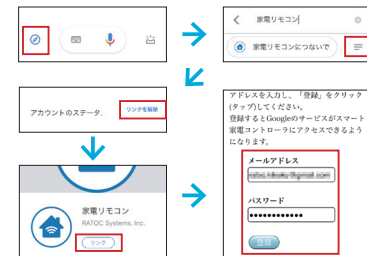 家電リモコン
家電リモコンにつないで
アカウントのステータ.
リンクを解除
家電リモコン
RATOC Systems, Inc.
リンク
アドレスを入力し、「登録」をクリック
(タップ)してください。
登録するとGoogleのサービスがスマート
家電コントローラにアクセスできるよう
になります。
メールアドレス
パスワード
••••••••••••
登録